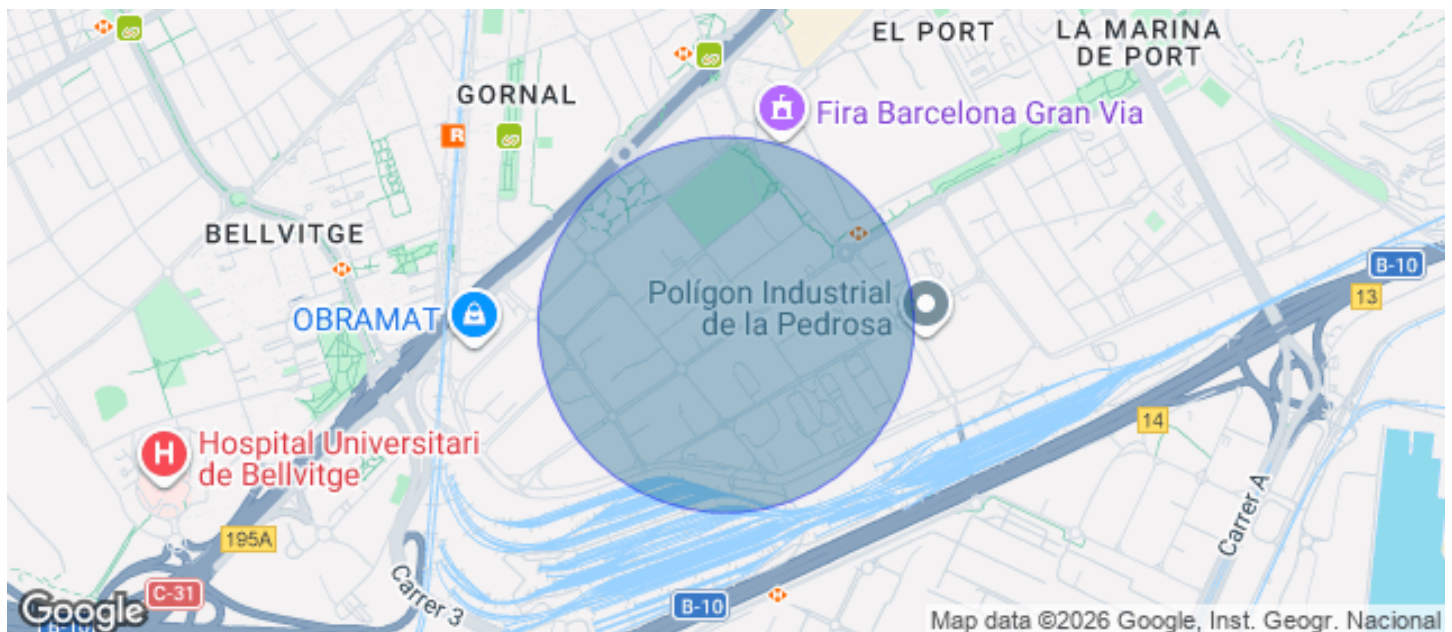 EL PORT
LA MARINA
DE PORT
GORNAL
R
Fira Barcelona Gran Via
BELLVITGE
B-10
13
OBRAMAT
Polígon Industrial
de la Pedrosa
14
H
Hospital Universitari
de Bellvitge
195A
Carrer A
C-31
Carrer 3
B-10
Google
B-10
Map data ©2026 Google, Inst. Geogr. Nacional